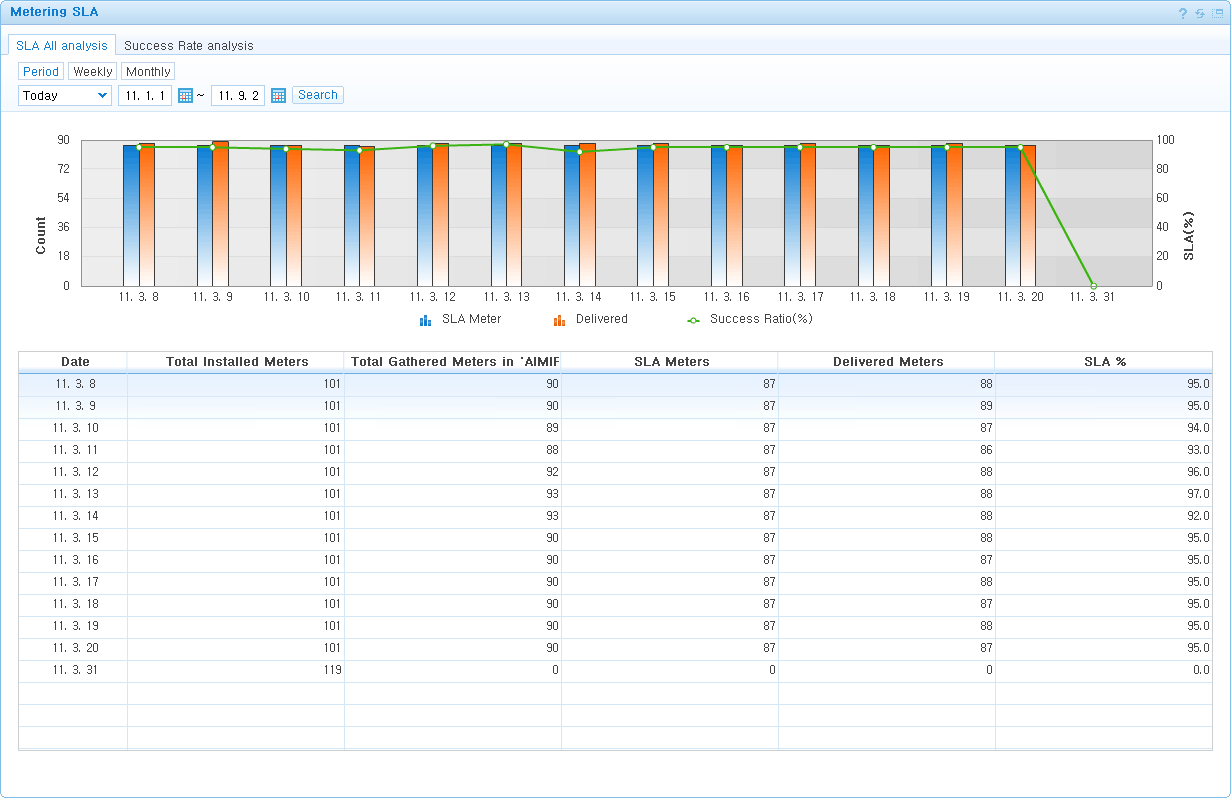 Metering SLA
?
SLA All analysis Success Rate analysis
Period Weekly Monthly
Today 11. 1. 1 ~ 11. 9. 2 Search
90 100
72 80
54 60
36 40
18 20
0 0
Count
SLA(%)
11. 3. 8 11. 3. 9 11. 3. 10 11. 3. 11 11. 3. 12 11. 3. 13 11. 3. 14 11. 3. 15 11. 3. 16 11. 3. 17 11. 3. 18 11. 3. 19 11. 3. 20 11. 3. 31
SLA Meter Delivered Success Ratio(%)
Date Total Installed Meters Total Gathered Meters in 'AIMIF SLA Meters Delivered Meters SLA %
11. 3. 8 101 90 87 88 95.0
11. 3. 9 101 90 87 89 95.0
11. 3. 10 101 89 87 87 94.0
11. 3. 11 101 88 87 86 93.0
11. 3. 12 101 92 87 88 96.0
11. 3. 13 101 93 87 88 97.0
11. 3. 14 101 93 87 88 92.0
11. 3. 15 101 90 87 88 95.0
11. 3. 16 101 90 87 87 95.0
11. 3. 17 101 90 87 88 95.0
11. 3. 18 101 90 87 87 95.0
11. 3. 19 101 90 87 88 95.0
11. 3. 20 101 90 87 87 95.0
11. 3. 31 119 0 0 0 0.0